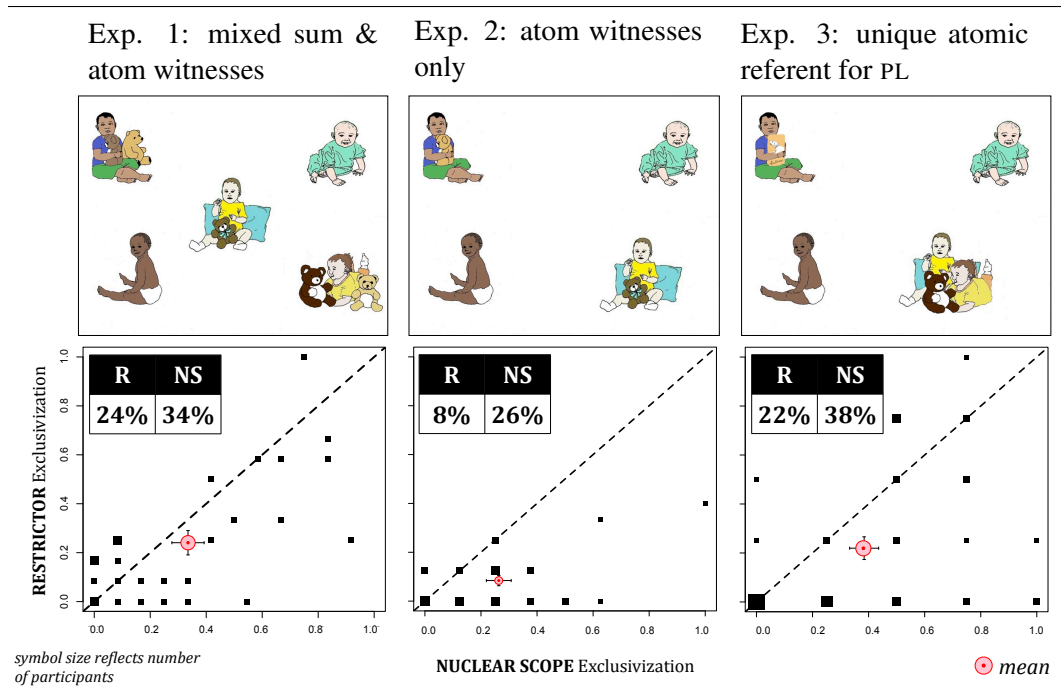 Exp. 1: mixed sum &
atom witnesses
Exp. 2: atom witnesses
only
Exp. 3: unique atomic
referent for PL
R NS
24% 34%
R NS
8% 26%
R NS
22% 38%
RESTRICTOR Exclusivization
1.0
0.8
0.6
0.4
0.2
0.0
0.0 0.2 0.4 0.6 0.8 1.0
0.0 0.2 0.4 0.6 0.8 1.0
0.0 0.2 0.4 0.6 0.8 1.0
symbol size reflects number
of participants
NUCLEAR SCOPE Exclusivization
mean